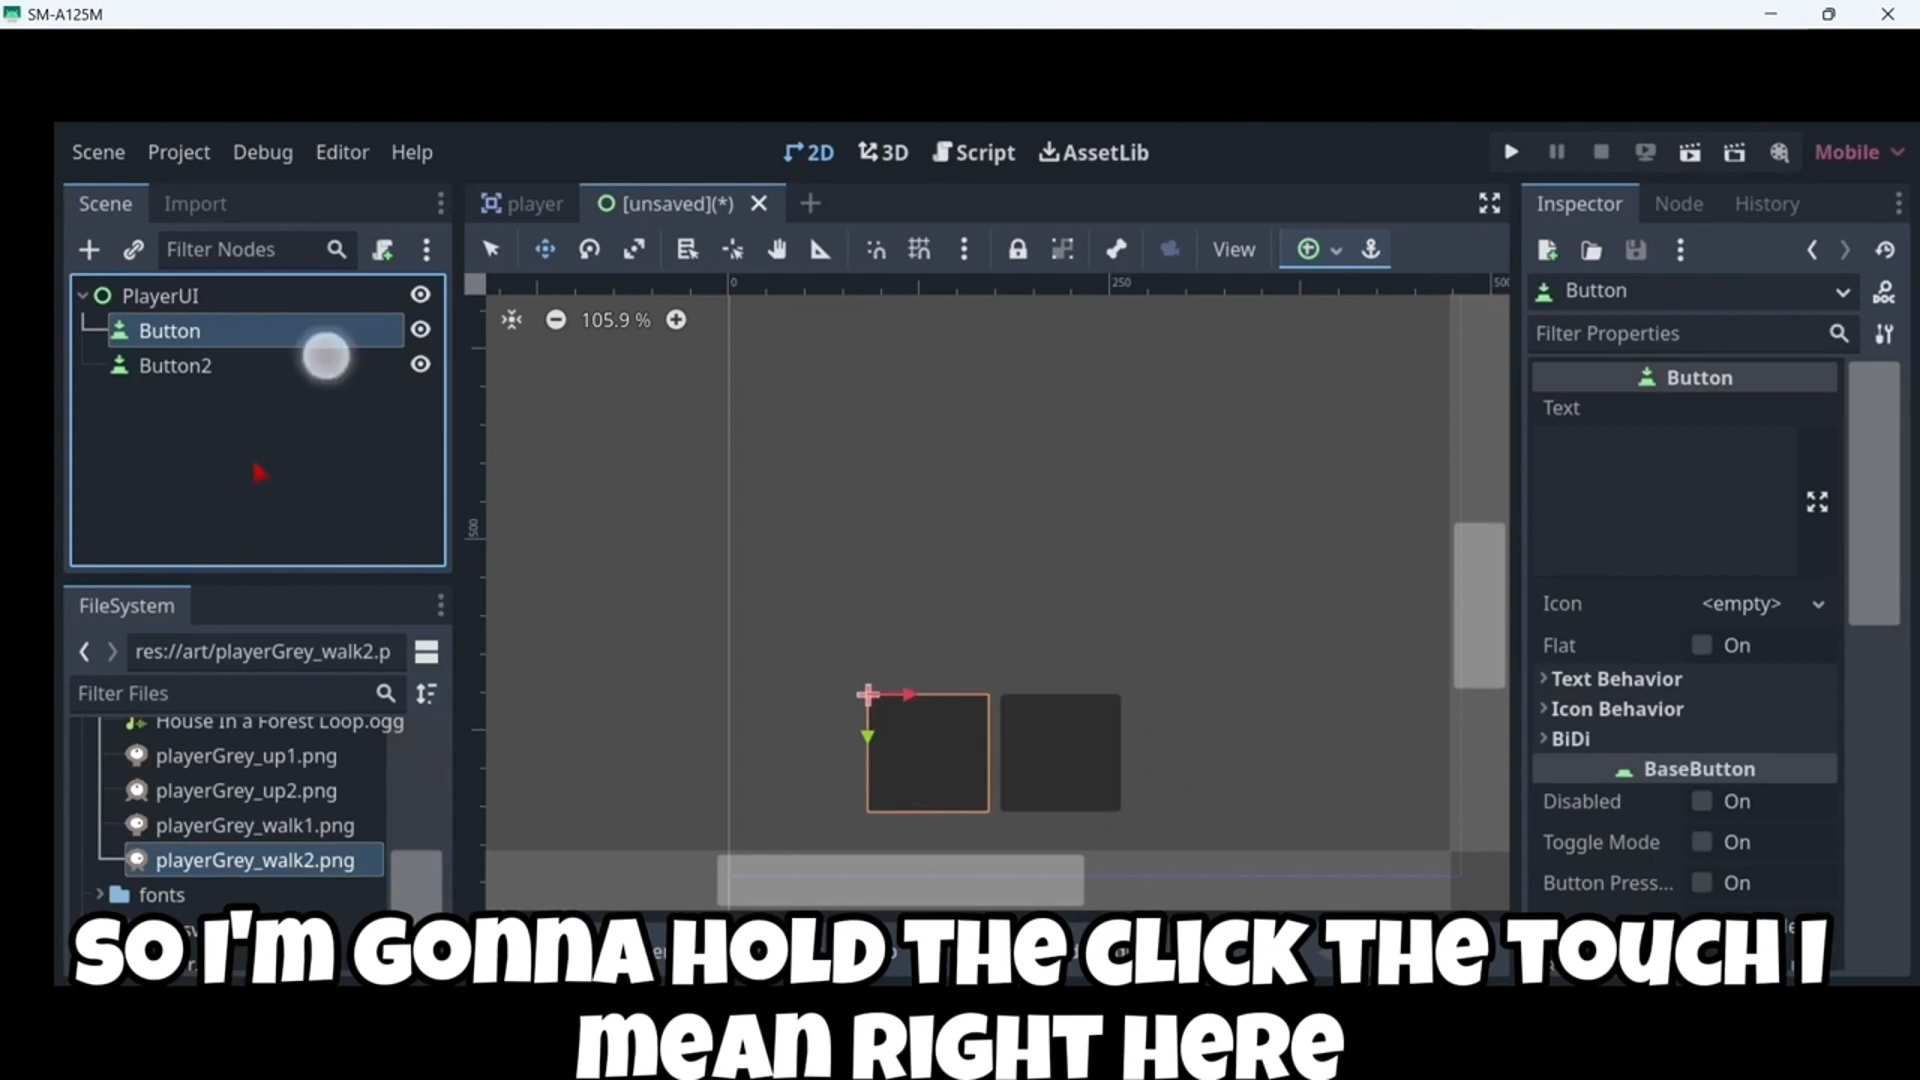 SM-A125M
Scene Project Debug Editor Help
2D 3D Script AssetLib
Mobile
Scene Import
player [unsaved](*)
Inspector Node History
Filter Nodes
View
PlayerUI
Button
Button2
0 250 500
105.9 %
500
Button
Filter Properties
Button
Text
Icon <empty>
Flat On
Text Behavior
Icon Behavior
BiDi
BaseButton
Disabled On
Toggle Mode On
Button Press... On
FileSystem
res://art/playerGrey_walk2.p
Filter Files
House In a Forest Loop.ogg
playerGrey_up1.png
playerGrey_up2.png
playerGrey_walk1.png
playerGrey_walk2.png
fonts
SO I'M GONNA HOLD THE CLICK THE TOUCH I
MEAN RIGHT HERE